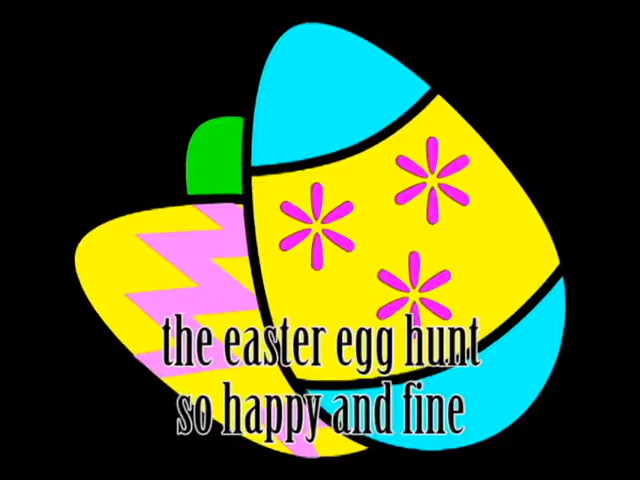 the easter egg hunt
so happy and fine